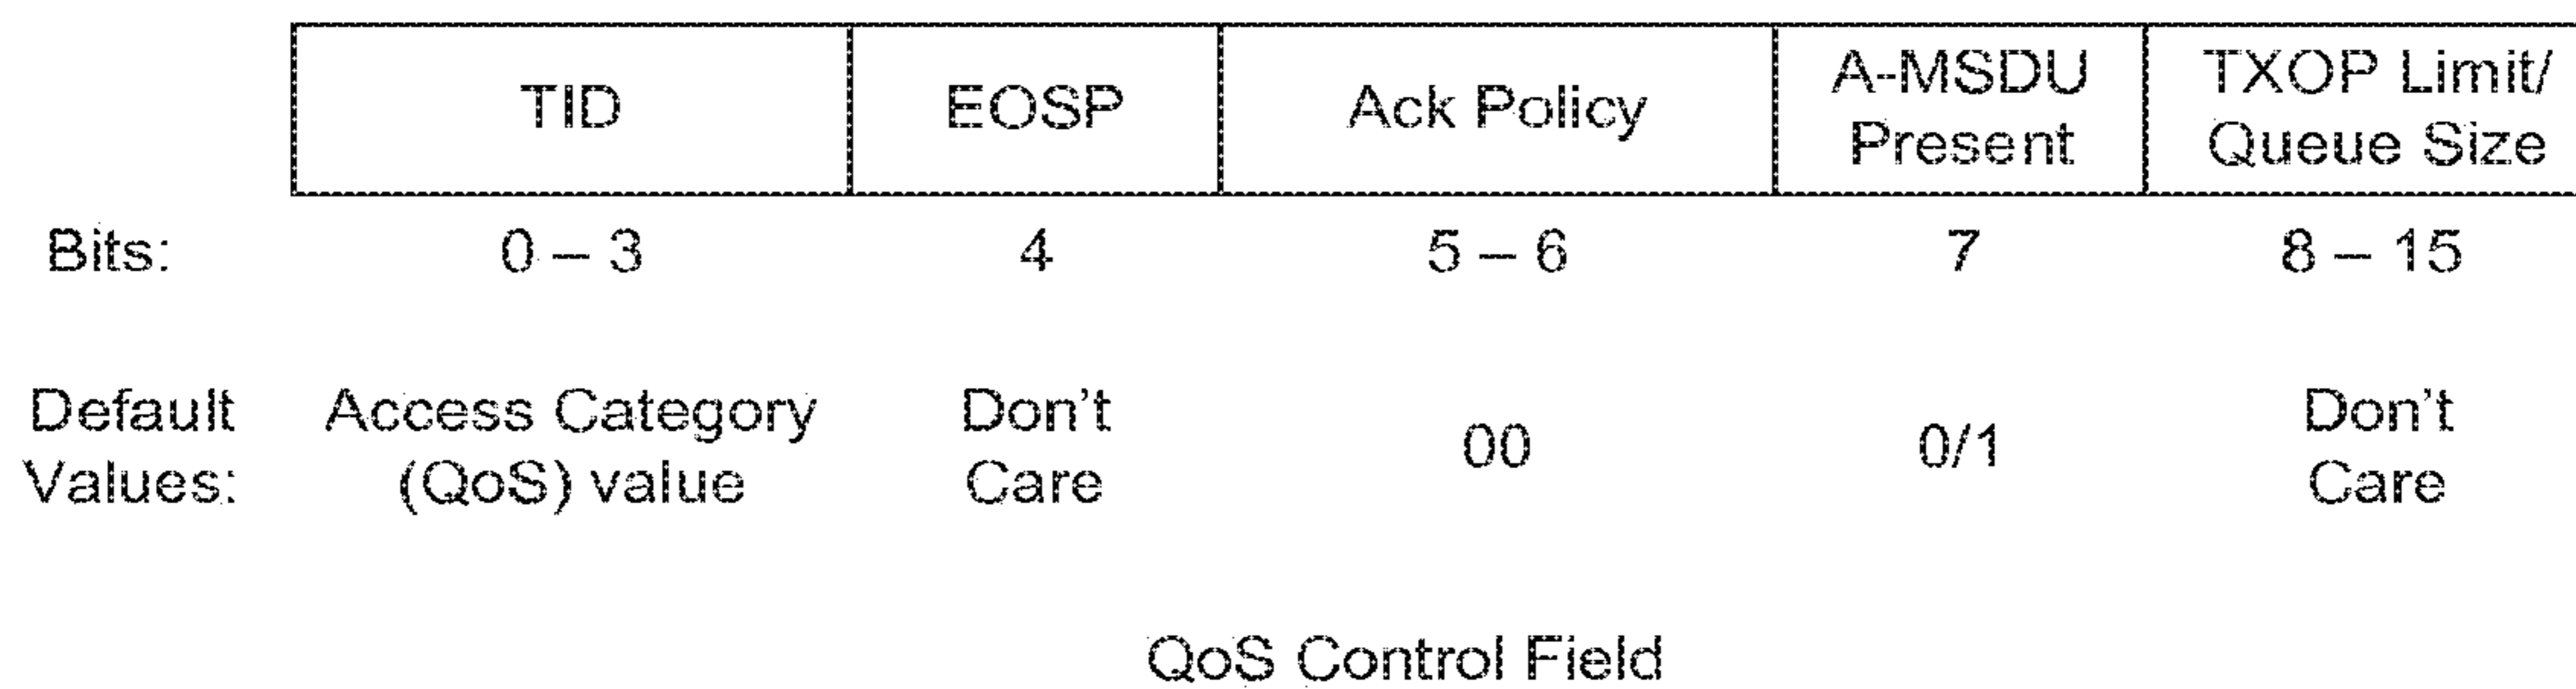 TID EOSP Ack Policy A-MSDU Present TXOP Limit/ Queue Size
Bits: 0 – 3 4 5 – 6 7 8 – 15
Default Values: Access Category (QoS) value Don't Care 00 0/1 Don't Care
QoS Control Field